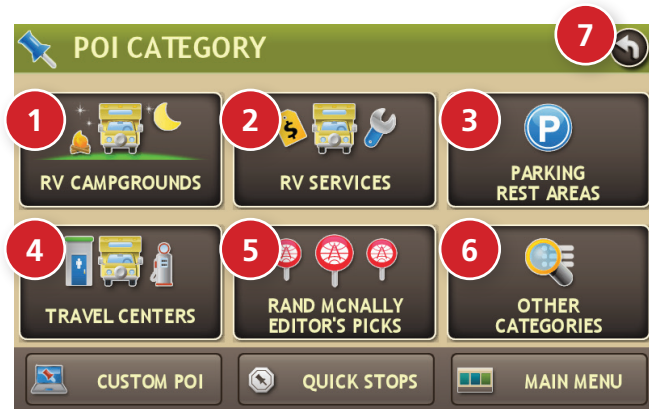 POI CATEGORY
7
1
RV CAMPGROUNDS
2
$
RV SERVICES
3
P
PARKING
REST AREAS
4
TRAVEL CENTERS
5
RAND MCNALLY
EDITOR'S PICKS
6
OTHER
CATEGORIES
CUSTOM POI
QUICK STOPS
MAIN MENU